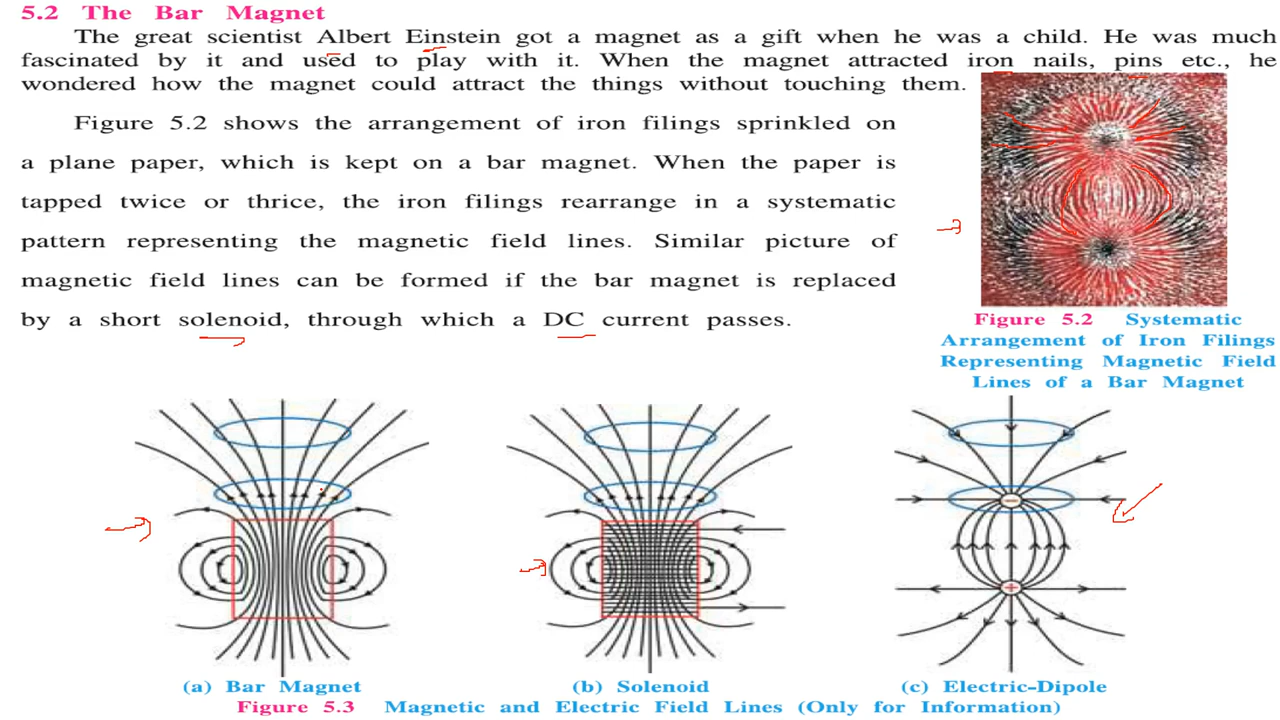 5.2 The Bar Magnet
The great scientist Albert Einstein got a magnet as a gift when he was a child. He was much
fascinated by it and used to play with it. When the magnet attracted iron nails, pins etc., he
wondered how the magnet could attract the things without touching them.
Figure 5.2 shows the arrangement of iron filings sprinkled on
a plane paper, which is kept on a bar magnet. When the paper is
tapped twice or thrice, the iron filings rearrange in a systematic
pattern representing the magnetic field lines. Similar picture of
magnetic field lines can be formed if the bar magnet is replaced
by a short solenoid, through which a DC current passes.
Figure 5.2 Systematic
Arrangement of Iron Filings
Representing Magnetic Field
Lines of a Bar Magnet
−
+
(a) Bar Magnet
(b) Solenoid
(c) Electric-Dipole
Figure 5.3 Magnetic and Electric Field Lines (Only for Information)